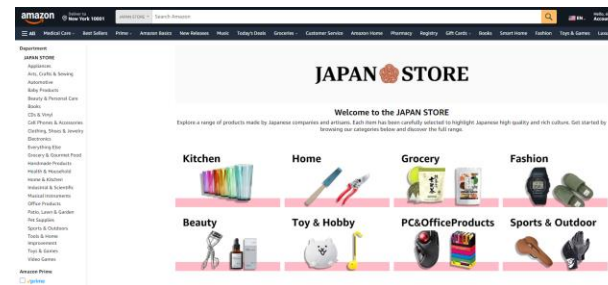 amazon
Deliver to
New York 10001
JAPAN STORE
Search Amazon
EN
Hello, si
Accou
All
Medical Care
Best Sellers
Prime
Amazon Basics
New Releases
Music
Today's Deals
Groceries
Customer Service
Amazon Home
Pharmacy
Registry
Gift Cards
Books
Smart Home
Fashion
Toys & Games
Luxu
Department
JAPAN STORE
Appliances
Arts, Crafts & Sewing
Automotive
Baby Products
Beauty & Personal Care
Books
CDs & Vinyl
Cell Phones & Accessories
Clothing, Shoes & Jewelry
Electronics
Everything Else
Grocery & Gourmet Food
Handmade Products
Health & Household
Home & Kitchen
Industrial & Scientific
Musical Instruments
Office Products
Patio, Lawn & Garden
Pet Supplies
Sports & Outdoors
Tools & Home
Improvement
Toys & Games
Video Games
Amazon Prime
prime
JAPAN STORE
Welcome to the JAPAN STORE
Explore a range of products made by Japanese companies and artisans. Each item has been carefully selected to highlight Japanese high quality and rich culture. Get started by
browsing our categories below and discover the full range.
Kitchen
Home
Grocery
Fashion
Beauty
Toy & Hobby
PC&OfficeProducts
Sports & Outdoor